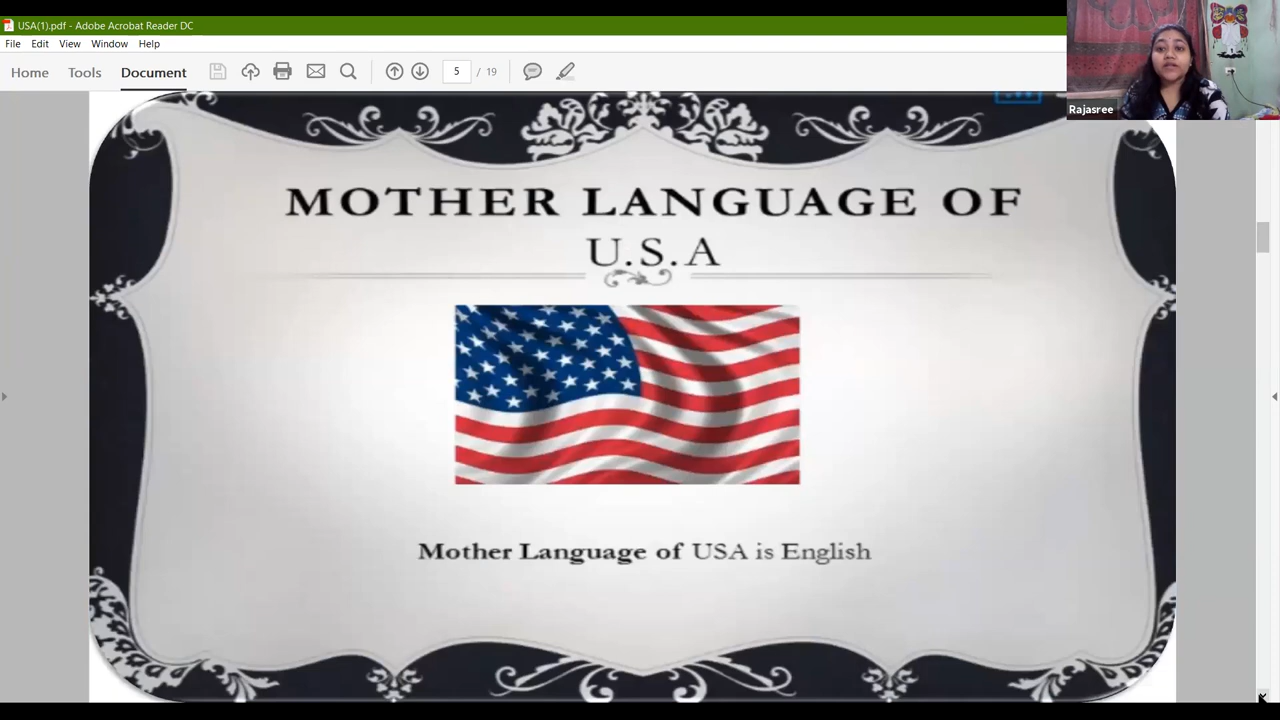 USA(1).pdf - Adobe Acrobat Reader DC
File Edit View Window Help
Home Tools Document 5 / 19
Rajasree
MOTHER LANGUAGE OF
U.S.A
Mother Language of USA is English